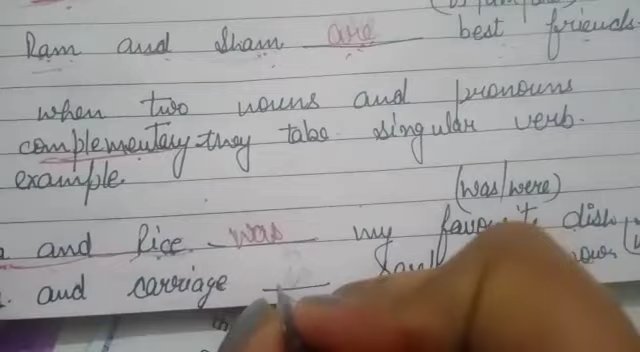 Ram and Sham are best friends.
when two nouns and pronouns
complementary they take singular verb.
example.
(was/were)
and Rice was my favourite dish
and carriage